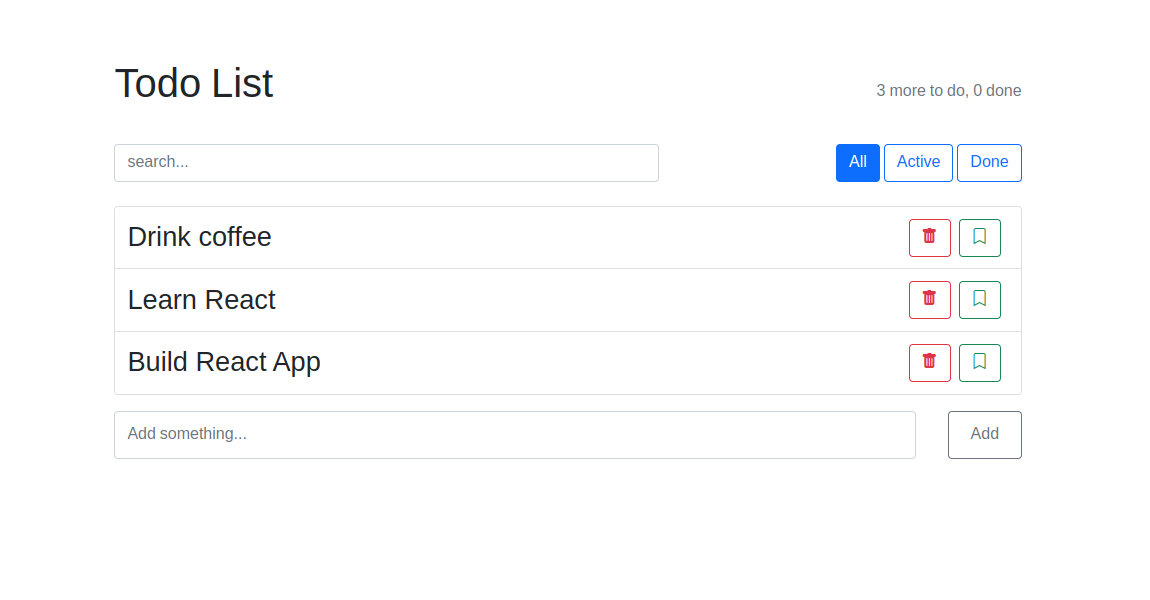 Todo List
3 more to do, 0 done
search...
All
Active
Done
Drink coffee
Learn React
Build React App
Add something...
Add